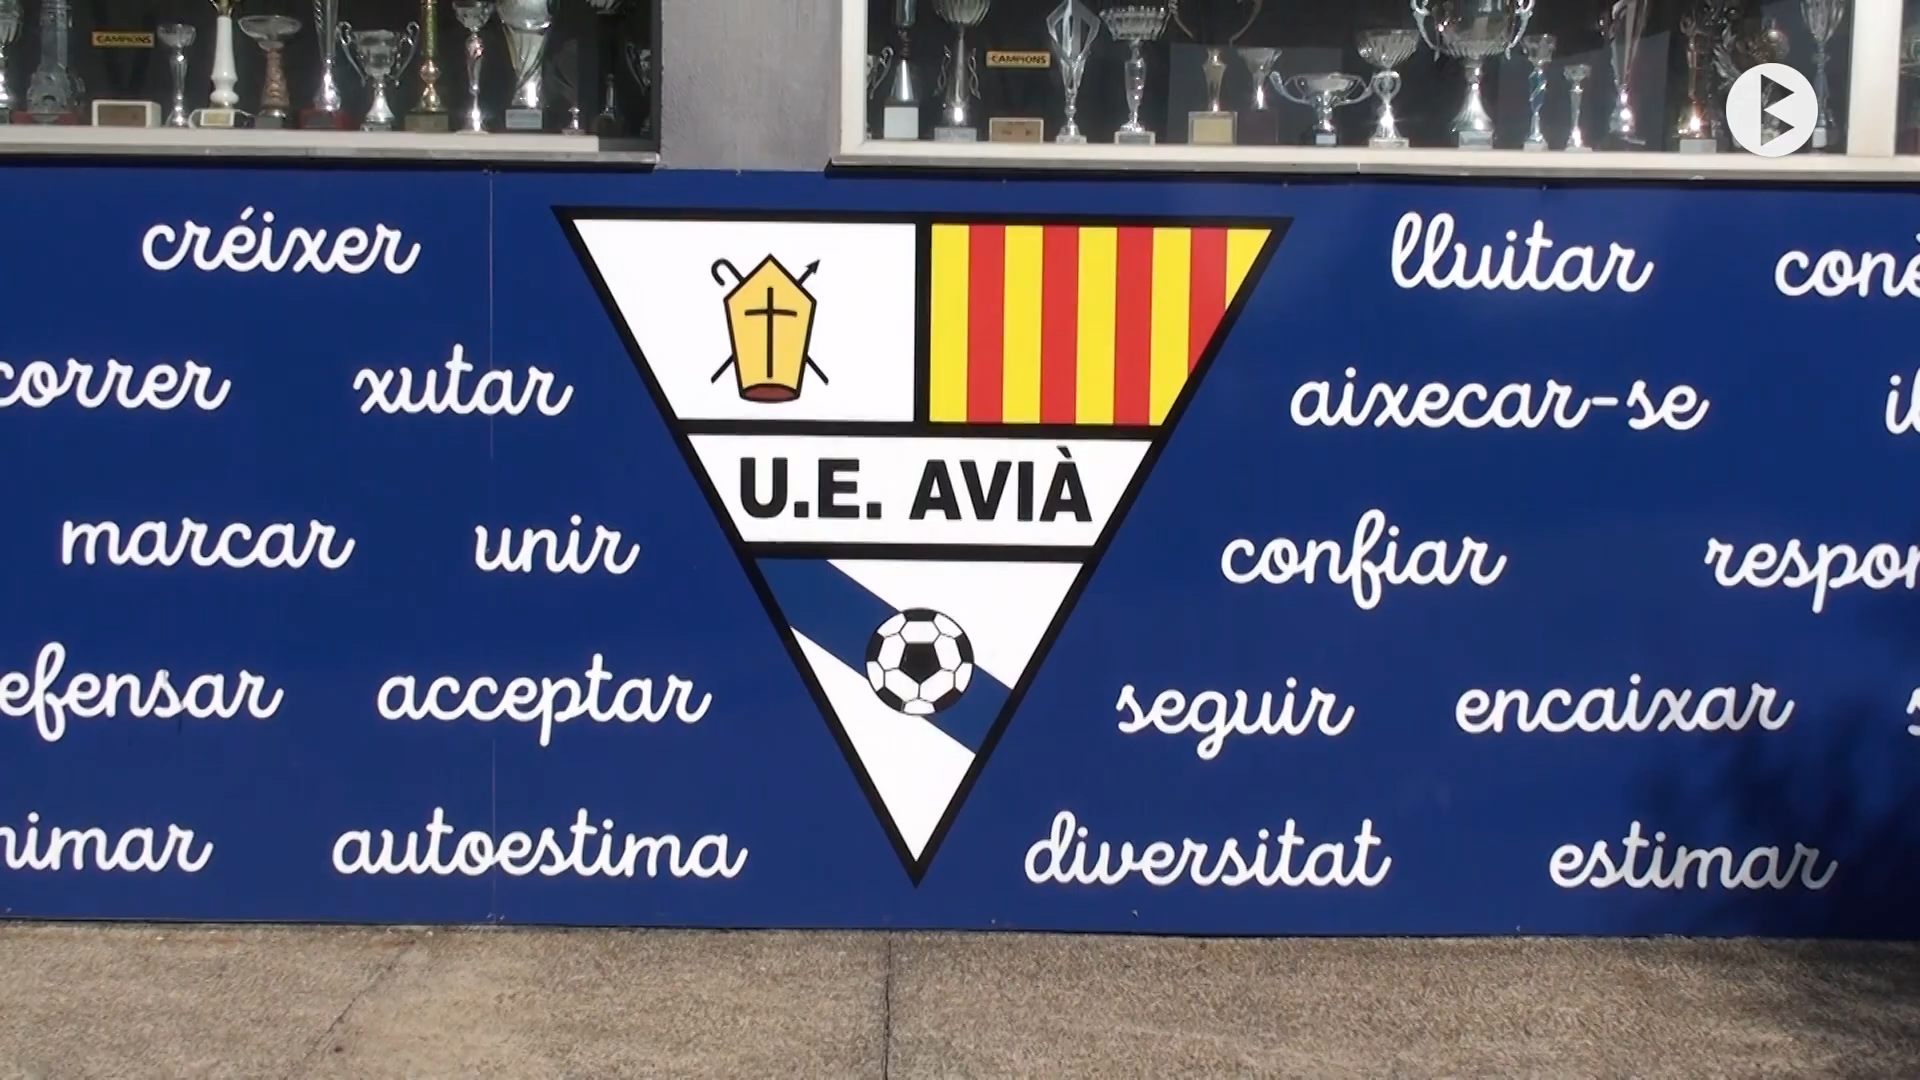 CAMPIONS
CAMPIONS
créixer
lluitar
correr xutar
aixecar-se
U.E. AVIÀ
marcar unir
confiar
acceptar
seguir encaixar
autoestima
diversitat estimar